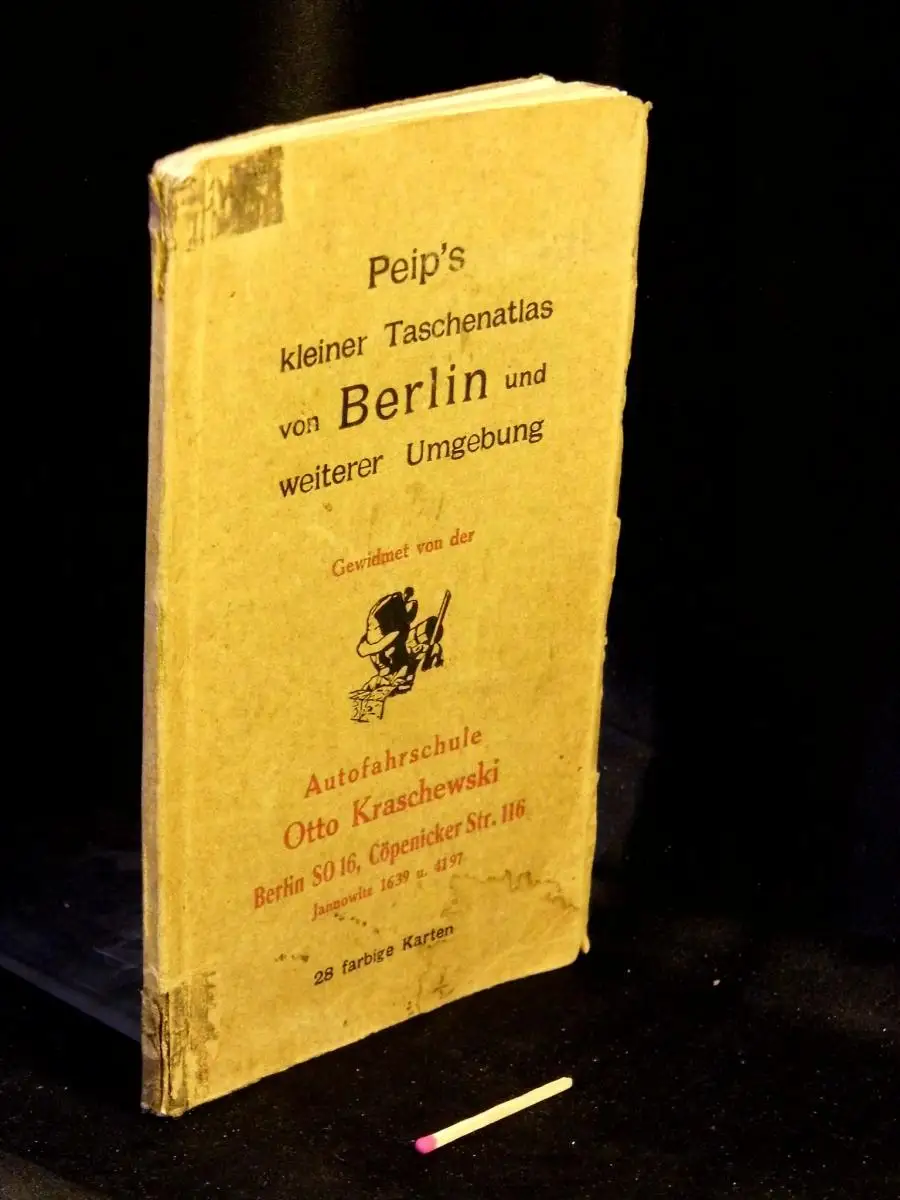 Peip's
kleiner Taschenatlas
von Berlin und
weiterer Umgebung
Gewidmet von der
Autofahrschule
Otto Kraschewski
Berlin SO 16, Cöpenicker Str. 116
Jannowitz 1639 u. 4197
28 farbige Karten